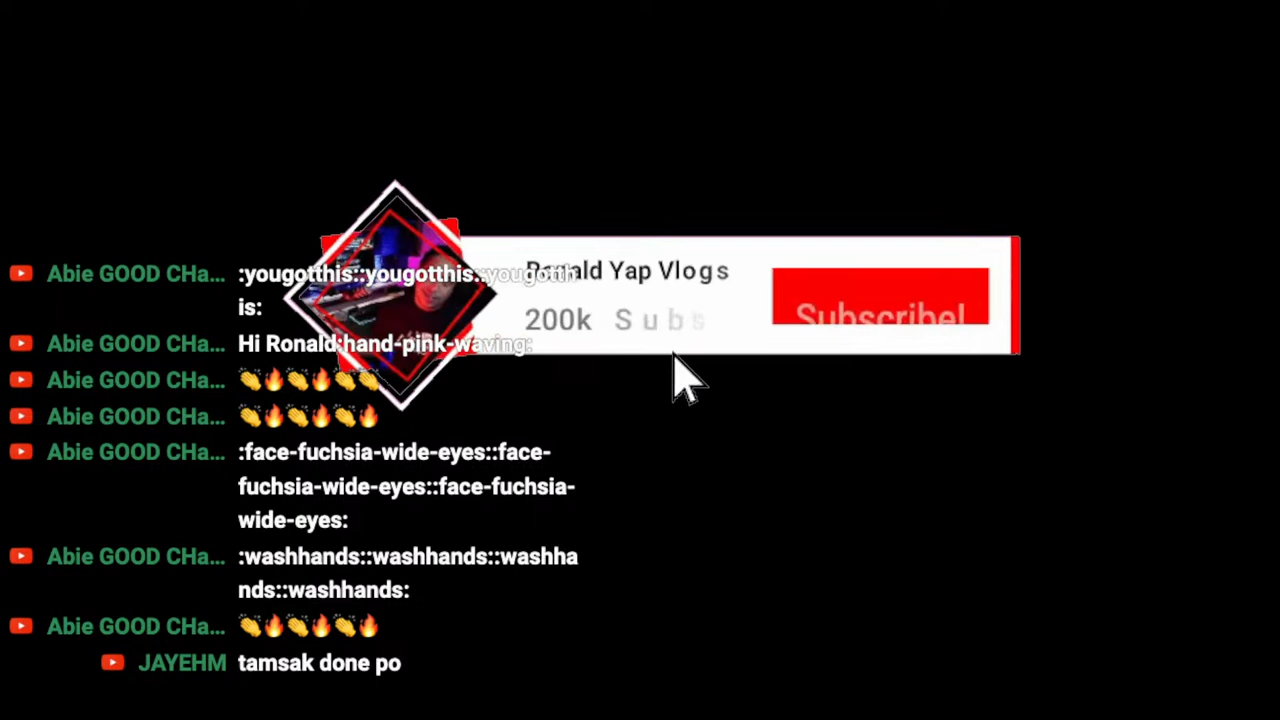 Ronald Yap Vlogs
200k Subs
Subscribe!
Abie GOOD CHa... :yougotthis::yougotthis::yougotth
is:
Abie GOOD CHa... Hi Ronald:hand-pink-waving:
Abie GOOD CHa... 👏🔥👏🔥👏👏
Abie GOOD CHa... 👏🔥👏🔥👏🔥
Abie GOOD CHa... :face-fuchsia-wide-eyes::face-
fuchsia-wide-eyes::face-fuchsia-
wide-eyes:
Abie GOOD CHa... :washhands::washhands::washha
nds::washhands:
Abie GOOD CHa... 👏🔥👏🔥👏🔥
JAYEHM tamsak done po